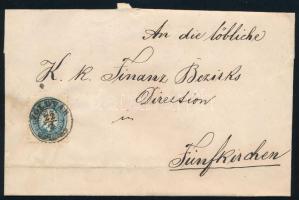 An die löbliche
K. k. Finanz Bezirks
Direction
in
Fünfkirchen